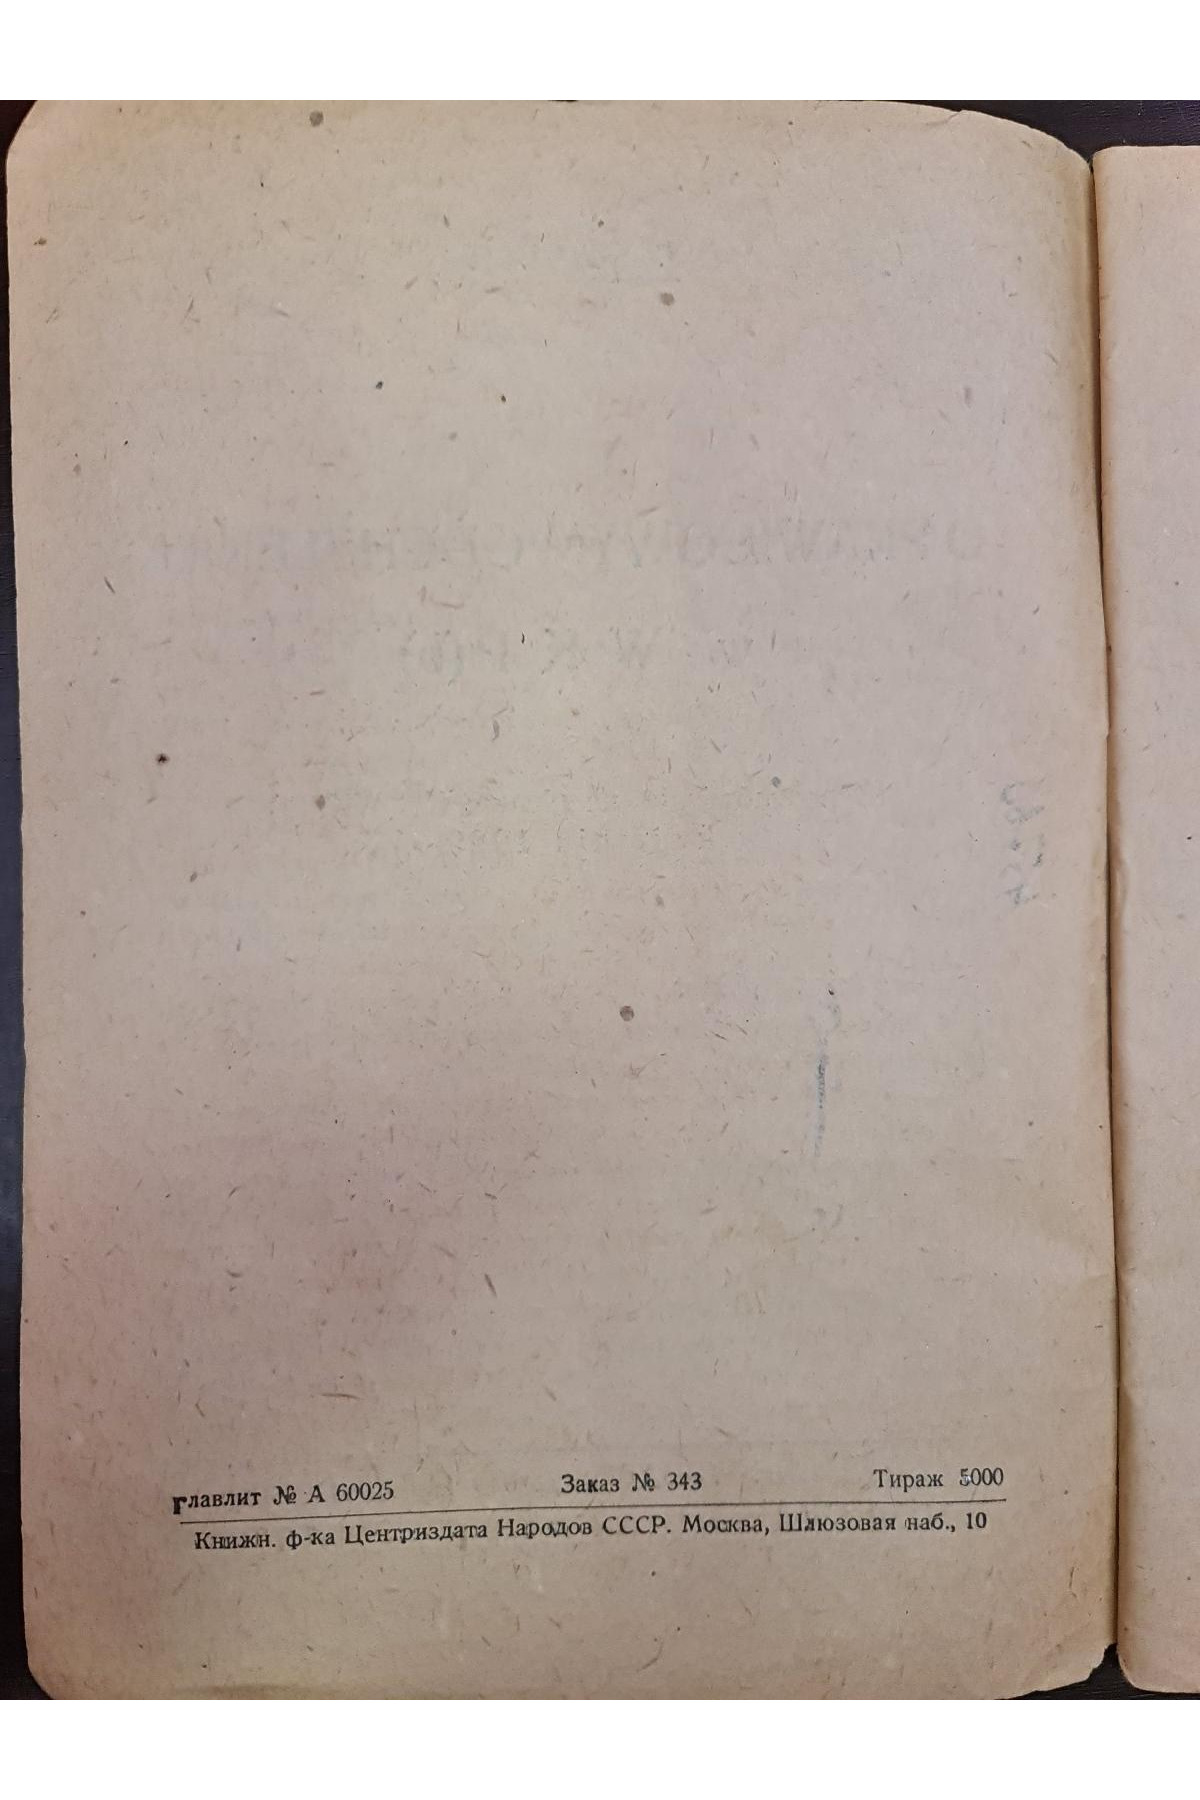 Главлит № А 60025 Заказ № 343 Тираж 5000
Книжн. ф-ка Центриздата Народов СССР. Москва, Шлюзовая наб., 10